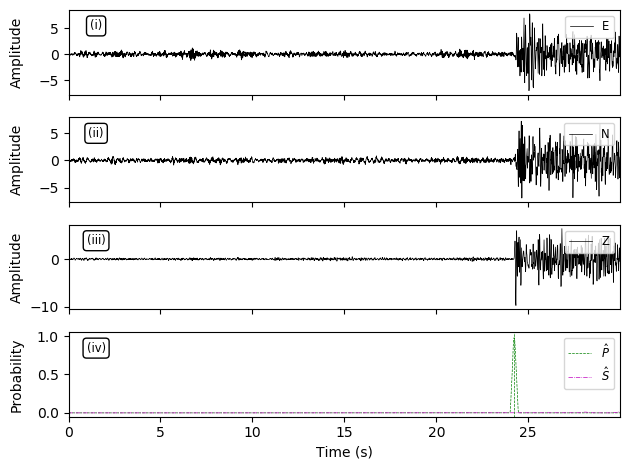 (i)
E
Amplitude
5
0
−5
(ii)
N
Amplitude
5
0
−5
(iii)
Z
Amplitude
0
−10
(iv)
P̂
Ŝ
Probability
1.0
0.5
0.0
0 5 10 15 20 25
Time (s)